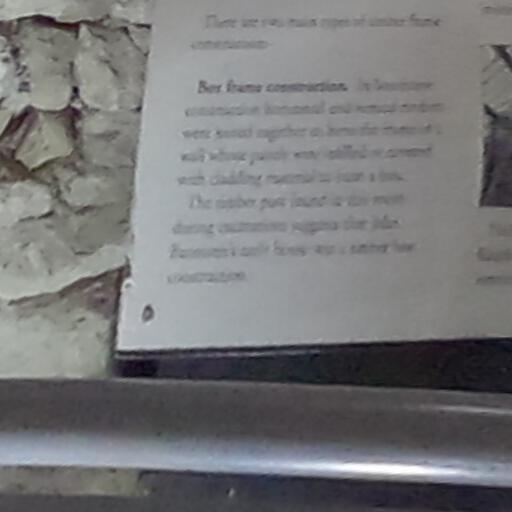 There are two main types of timber frame
construction.
Box frame construction. In box frame
construction horizontal and vertical timbers
were joined together to form the frame of a
wall whose panels were infilled or covered
with cladding material to form a box.
The timber post found in this room
during excavations suggests that John
early house was a timber box
construction.